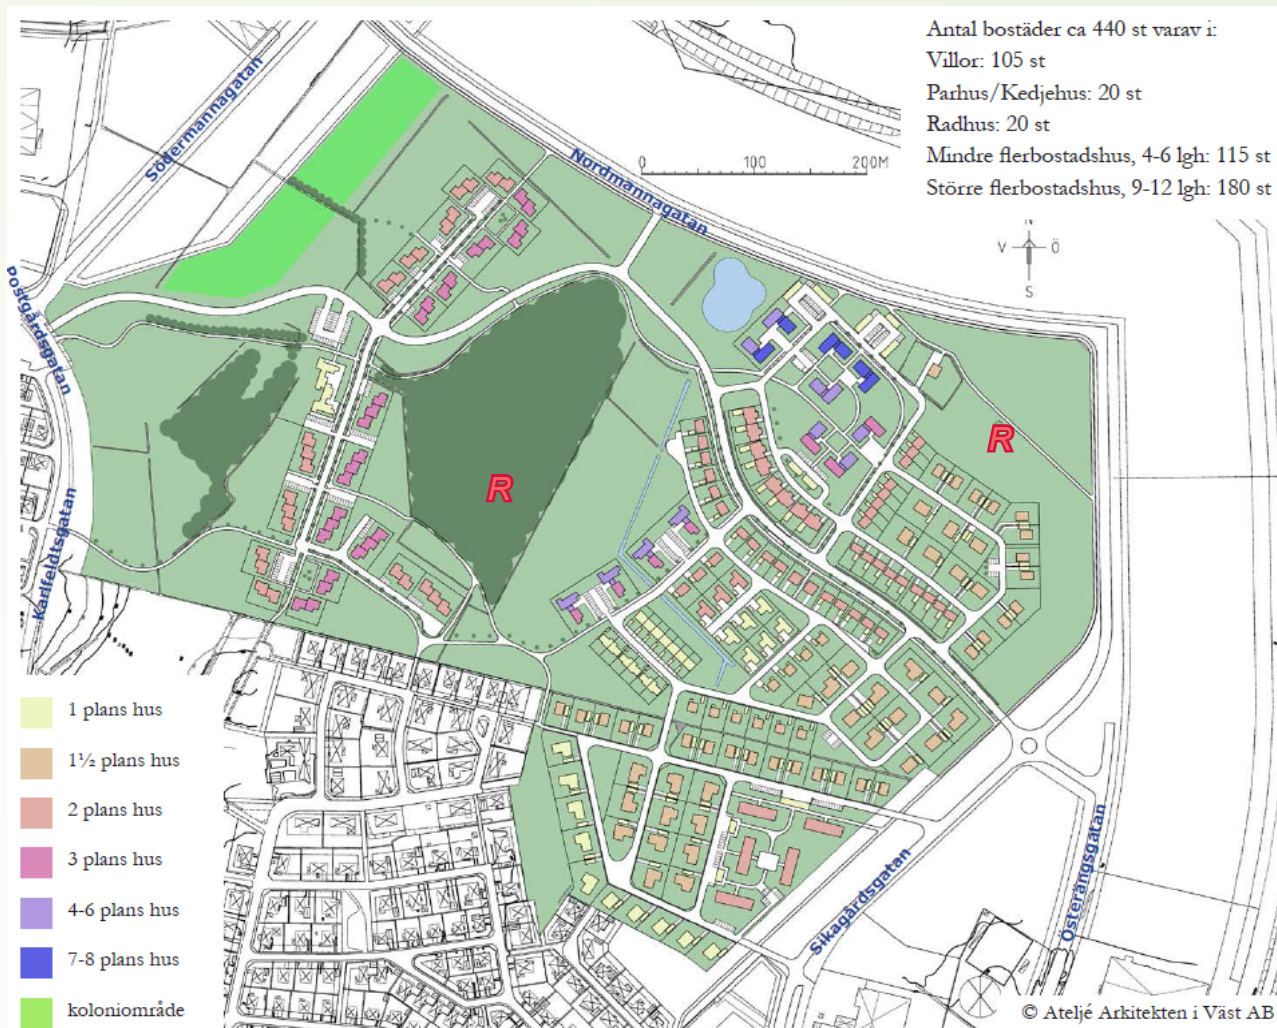 Antal bostäder ca 440 st varav i:
Villor: 105 st
Parhus/Kedjehus: 20 st
Radhus: 20 st
Mindre flerbostadshus, 4-6 lgh: 115 st
Större flerbostadshus, 9-12 lgh: 180 st
Södermannagatan
Nordmannagatan
0 100 200M
N
V Ö
S
Postgårdsgatan
R
R
Karlfeldtsgatan
1 plans hus
1½ plans hus
2 plans hus
3 plans hus
4-6 plans hus
7-8 plans hus
koloniområde
Sikagårdsgatan
Österängsgatan
© Ateljé Arkitekten i Väst AB